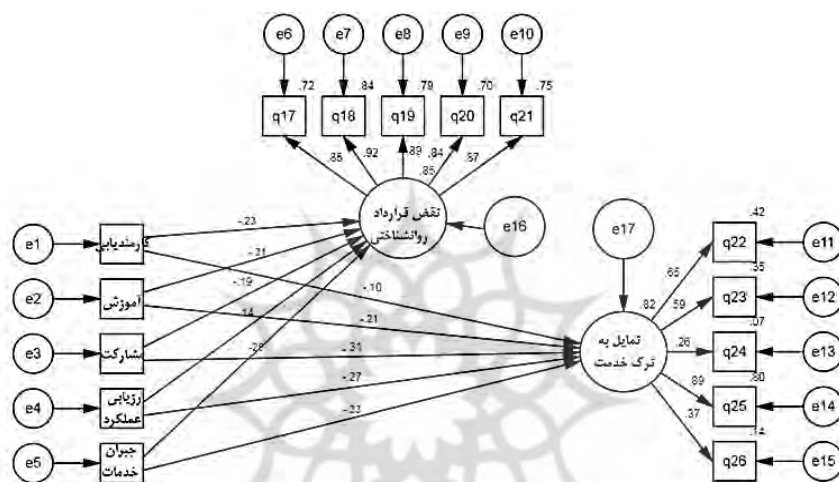 e6 e7 e8 e9 e10
.72 .84 .79 .70 .75
q17 q18 q19 q20 q21
.85 .92 .89 .84 .87
.85
نقض قرارداد
روانشناختی
e16
e17
e1
کارمندیابی
-.23
-.10
e2
آموزش
-.21
-.21
e3
مشارکت
-.19
-.31
e4
ارزیابی
عملکرد
-.27
e5
جبران
خدمات
-.33
.82
تمایل به
ترک خدمت
.42
.65
q22
e11
.35
.59
q23
e12
.07
.26
q24
e13
.80
.89
q25
e14
.14
.37
q26
e15